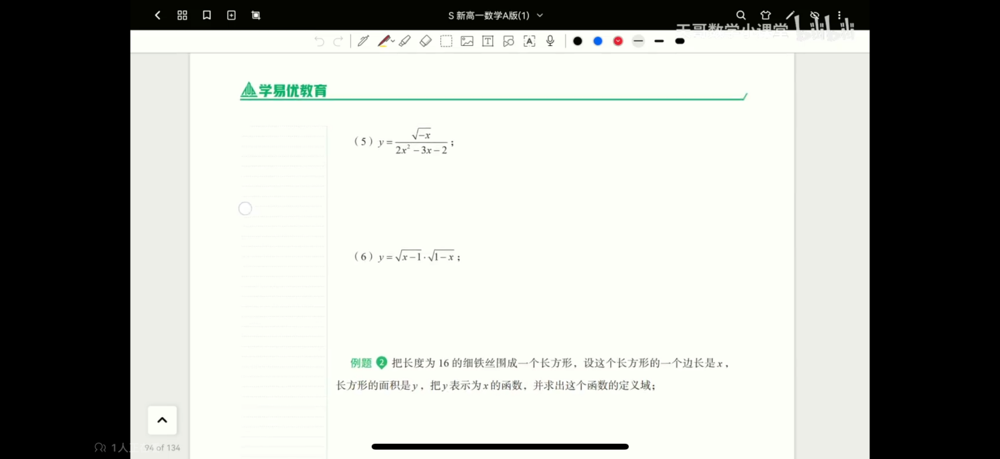 S 新高一数学A版(1)
王哥数学小课堂 bilibili
学易优教育
（5）y = \frac{\sqrt{-x}}{2x^2-3x-2}；
（6）y = \sqrt{x-1}·\sqrt{1-x}；
例题 2 把长度为 16 的细铁丝围成一个长方形，设这个长方形的一个边长是 x，
长方形的面积是 y，把 y 表示为 x 的函数，并求出这个函数的定义域；
1人正
94 of 134